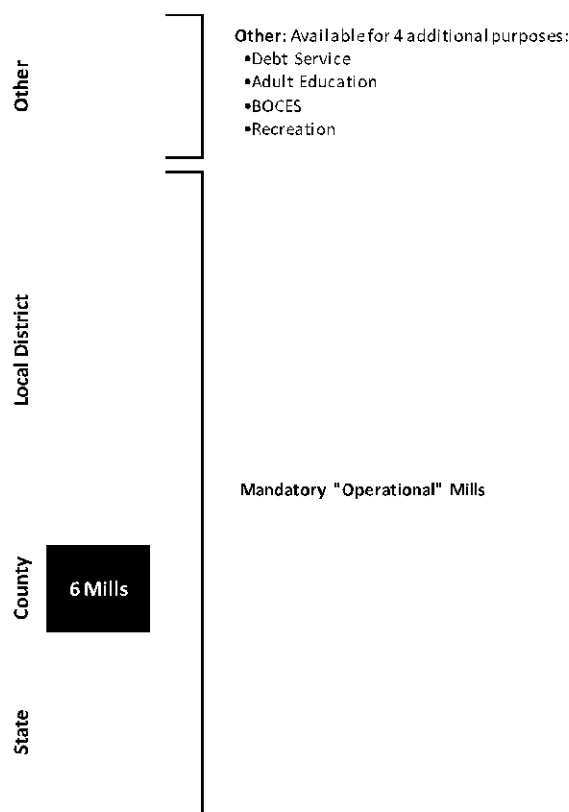 Other
Other: Available for 4 additional purposes:
•Debt Service
•Adult Education
•BOCES
•Recreation
Local District
Mandatory "Operational" Mills
County
6 Mills
State